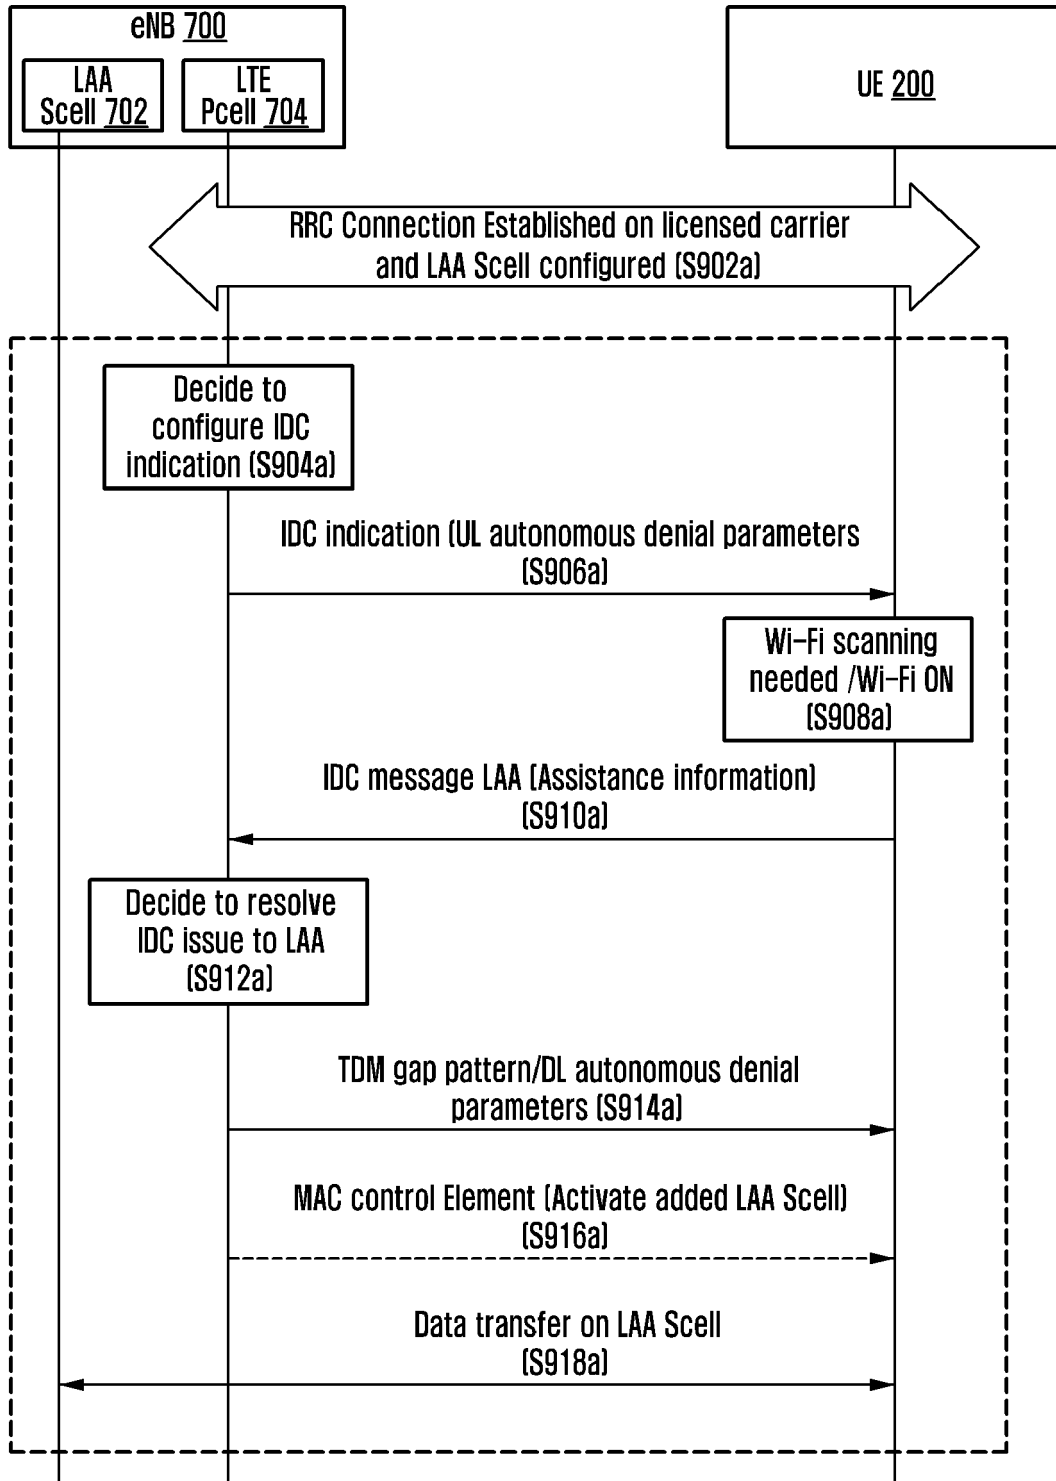 eNB 700
LAA
Scell 702
LTE
Pcell 704
UE 200
RRC Connection Established on licensed carrier
and LAA Scell configured (S902a)
Decide to
configure IDC
indication (S904a)
IDC indication (UL autonomous denial parameters
(S906a)
Wi-Fi scanning
needed /Wi-Fi ON
(S908a)
IDC message LAA (Assistance information)
(S910a)
Decide to resolve
IDC issue to LAA
(S912a)
TDM gap pattern/DL autonomous denial
parameters (S914a)
MAC control Element (Activate added LAA Scell)
(S916a)
Data transfer on LAA Scell
(S918a)